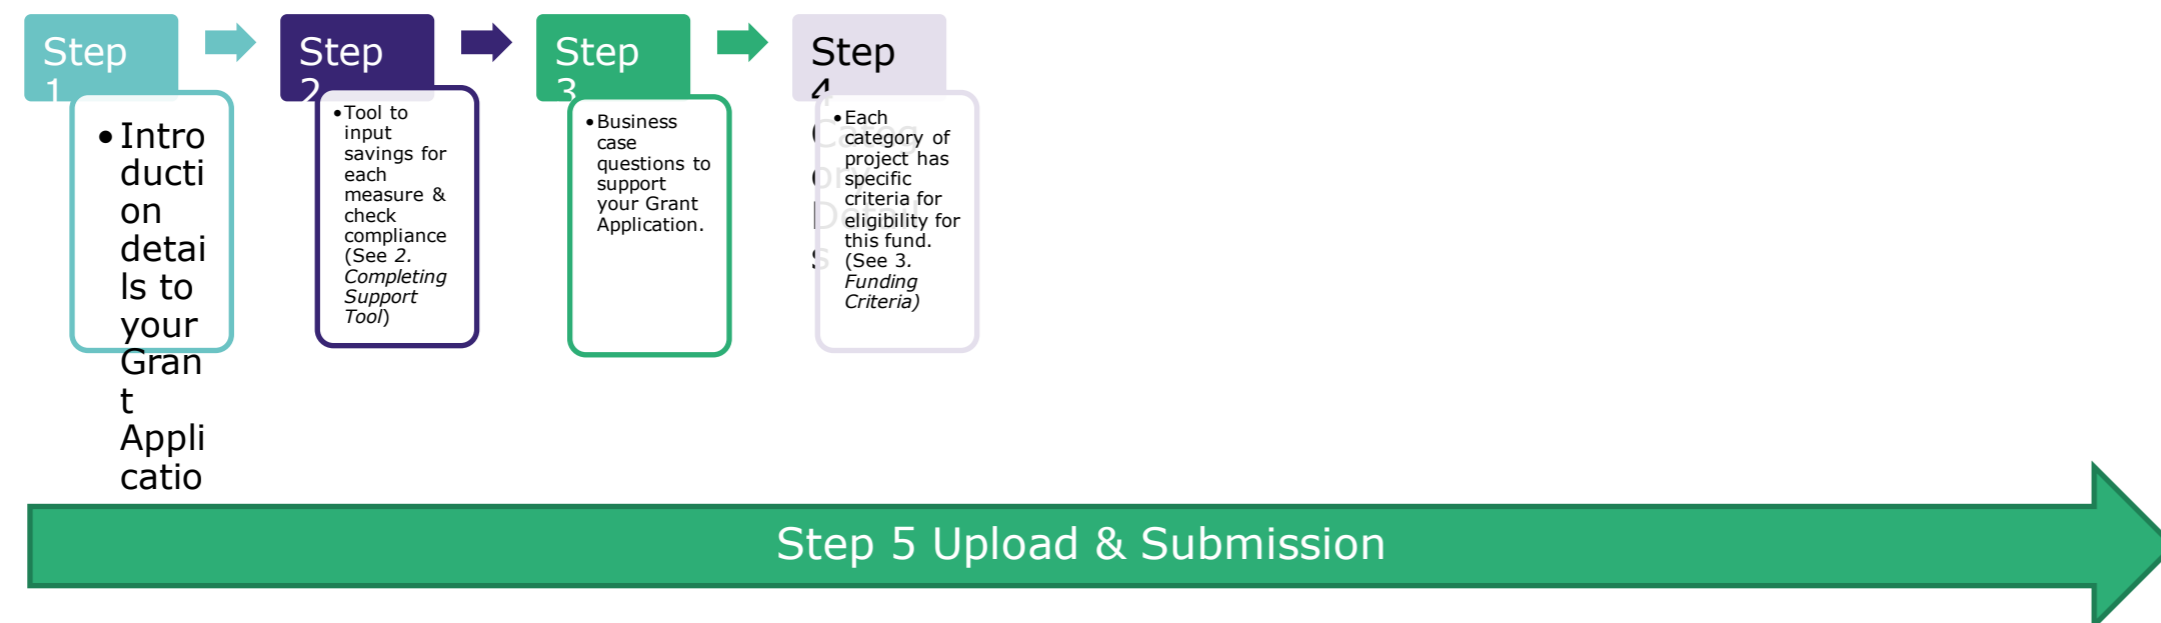 Step
1
•Intro
ducti
on
detai
ls to
your
Gran
t
Appli
catio
Step
2
•Tool to
input
savings for
each
measure &
check
compliance
(See 2.
Completing
Support
Tool)
Step
3
•Business
case
questions to
support
your Grant
Application.
Step
4
Categ
ory
Detail
s
•Each
category of
project has
specific
criteria for
eligibility for
this fund.
(See 3.
Funding
Criteria)
Step 5 Upload & Submission